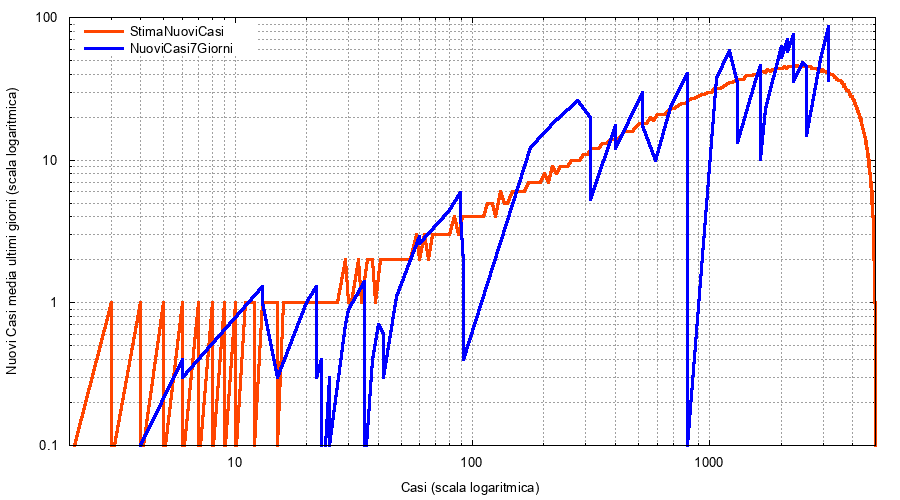 100
StimaNuoviCasi
NuoviCasi7Giorni
10
1
0.1
10
100
1000
Nuovi Casi media ultimi giorni (scala logaritmica)
Casi (scala logaritmica)